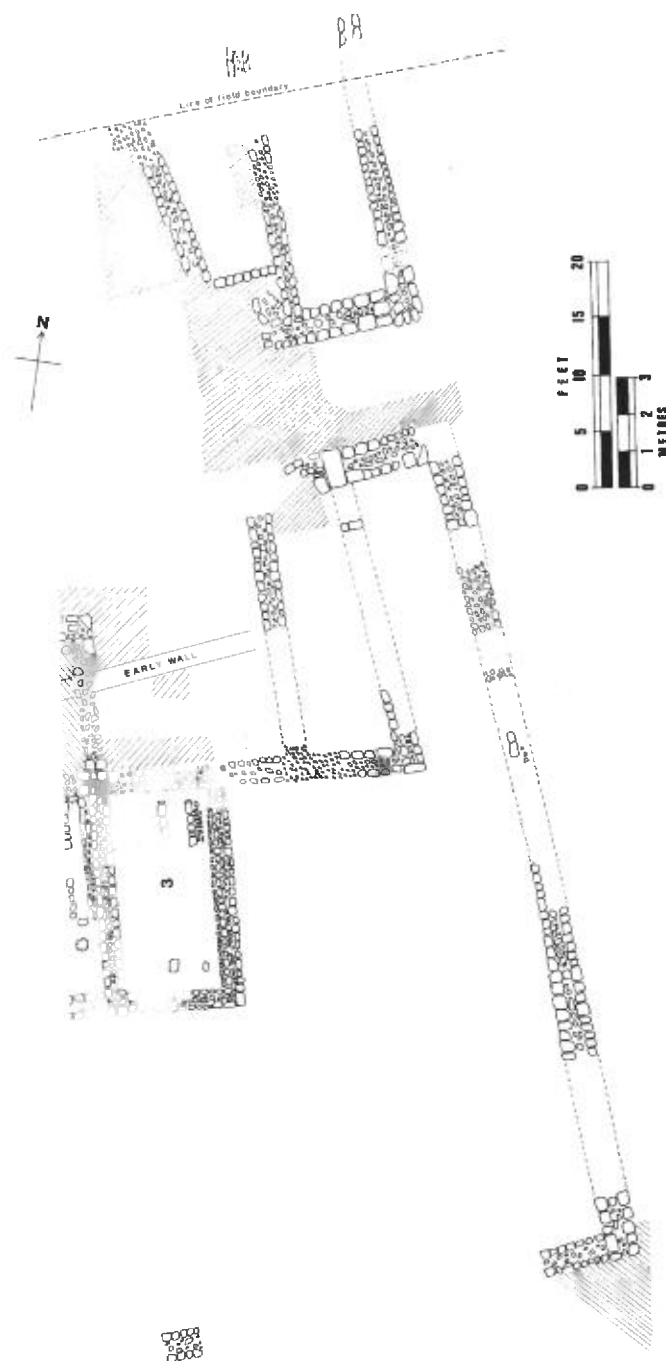 Line of field boundary
N
EARLY WALL
3
FEET
0 5 10 15 20
0 1 2 3
METRES